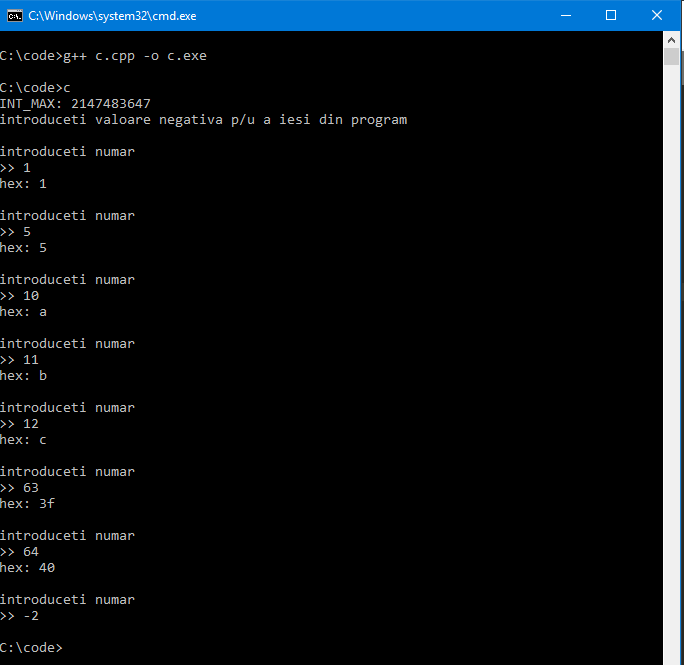 C:\Windows\system32\cmd.exe
C:\code>g++ c.cpp -o c.exe
C:\code>c
INT_MAX: 2147483647
introduceti valoare negativa p/u a iesi din program
introduceti numar
>> 1
hex: 1
introduceti numar
>> 5
hex: 5
introduceti numar
>> 10
hex: a
introduceti numar
>> 11
hex: b
introduceti numar
>> 12
hex: c
introduceti numar
>> 63
hex: 3f
introduceti numar
>> 64
hex: 40
introduceti numar
>> -2
C:\code>